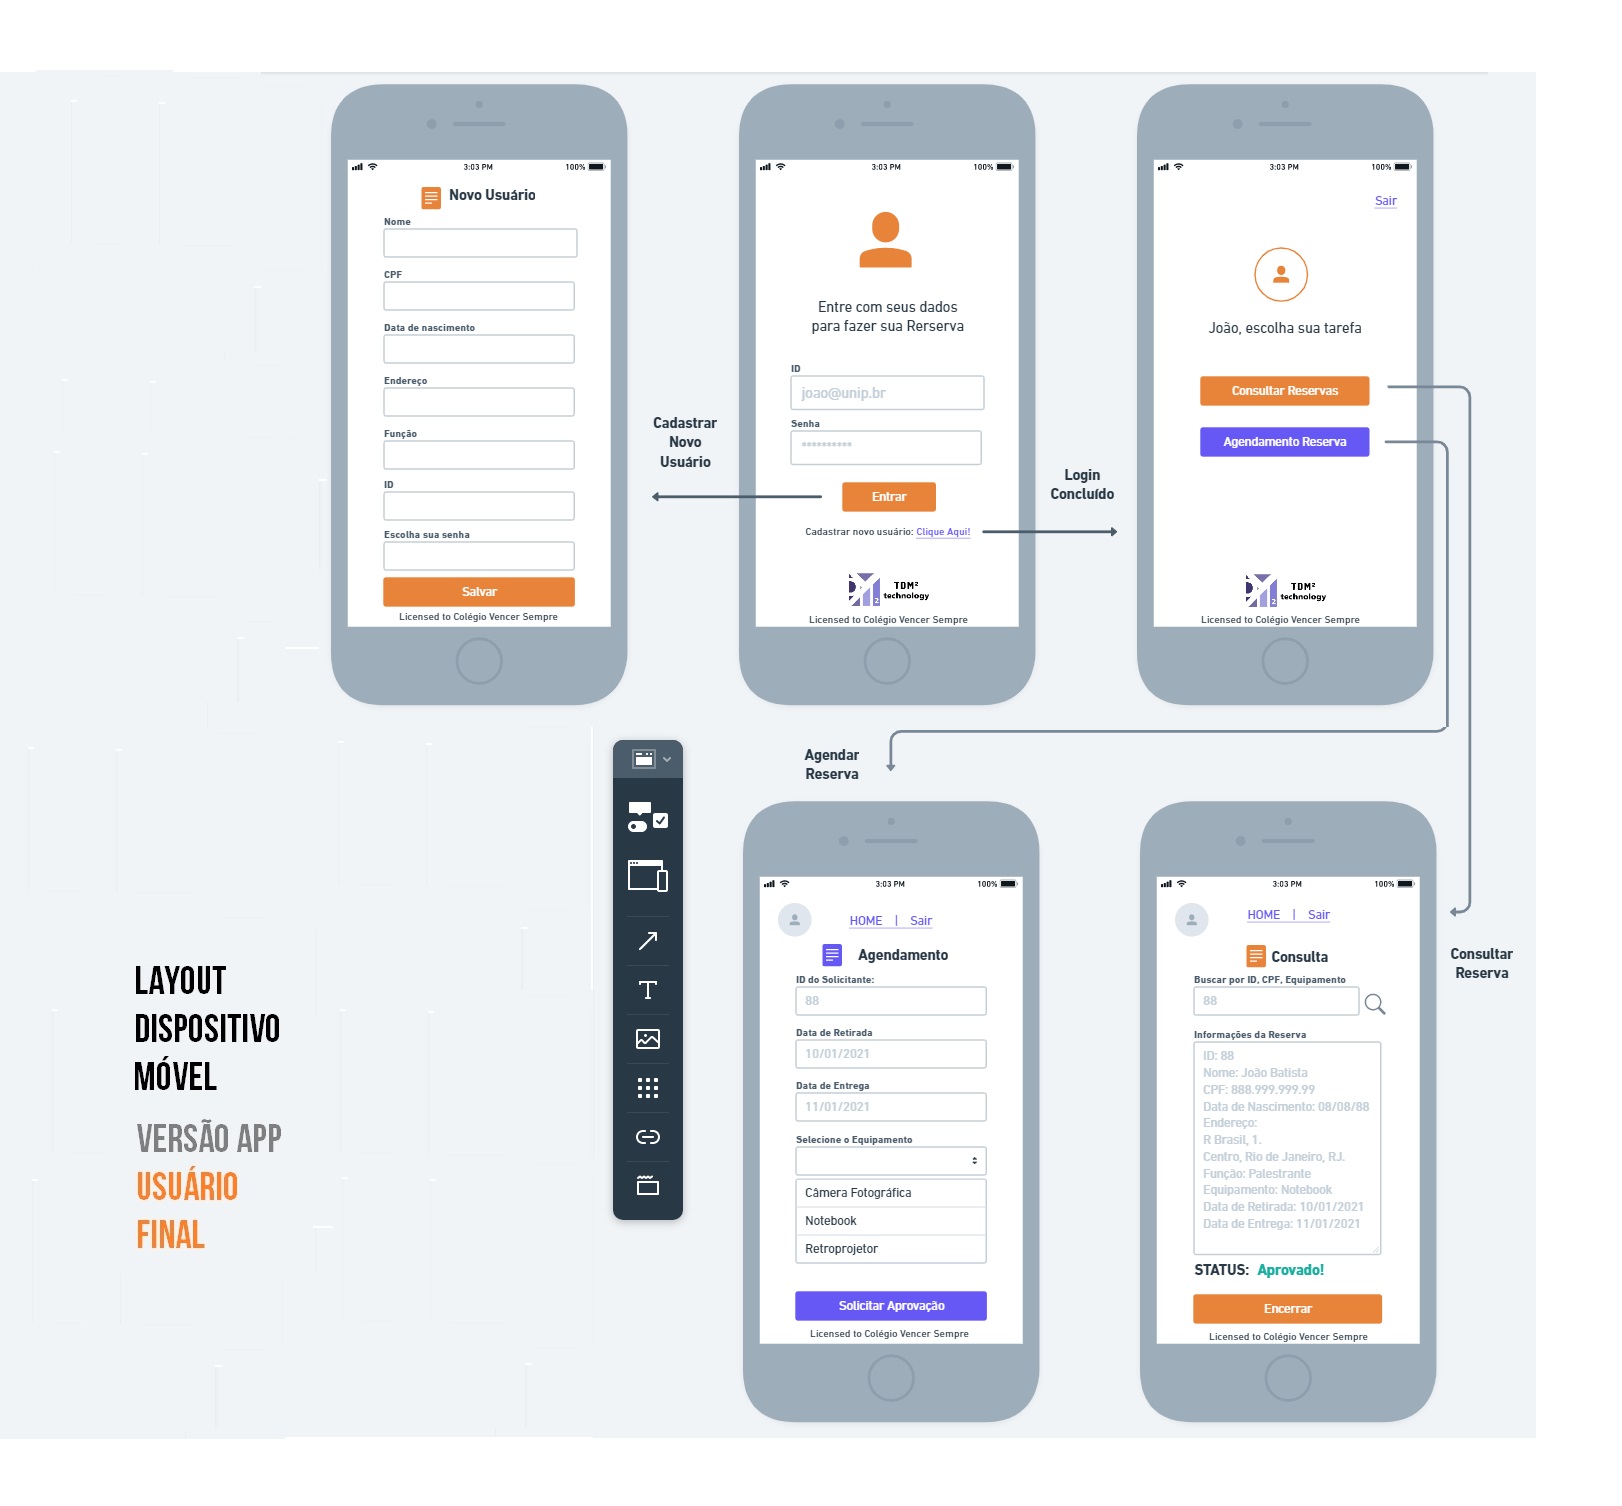 3:03 PM
100%
Novo Usuário
Nome
CPF
Data de nascimento
Endereço
Função
ID
Escolha sua senha
Salvar
Licensed to Colégio Vencer Sempre
Cadastrar
Novo
Usuário
3:03 PM
100%
Entre com seus dados
para fazer sua Rerserva
ID
joao@unip.br
Senha
**********
Entrar
Cadastrar novo usuário: Clique Aqui!
2
TDM²
technology
Licensed to Colégio Vencer Sempre
Login
Concluído
3:03 PM
100%
Sair
João, escolha sua tarefa
Consultar Reservas
Agendamento Reserva
2
TDM²
technology
Licensed to Colégio Vencer Sempre
Agendar
Reserva
3:03 PM
100%
HOME | Sair
Agendamento
ID do Solicitante:
88
Data de Retirada
10/01/2021
Data de Entrega
11/01/2021
Selecione o Equipamento
Câmera Fotográfica
Notebook
Retroprojetor
Solicitar Aprovação
Licensed to Colégio Vencer Sempre
3:03 PM
100%
HOME | Sair
Consulta
Buscar por ID, CPF, Equipamento
88
Informações da Reserva
ID: 88
Nome: João Batista
CPF: 888.999.999.99
Data de Nascimento: 08/08/88
Endereço:
R Brasil, 1.
Centro, Rio de Janeiro, RJ.
Função: Palestrante
Equipamento: Notebook
Data de Retirada: 10/01/2021
Data de Entrega: 11/01/2021
STATUS: Aprovado!
Encerrar
Licensed to Colégio Vencer Sempre
Consultar
Reserva
T
LAYOUT
DISPOSITIVO
MÓVEL
VERSÃO APP
USUÁRIO
FINAL